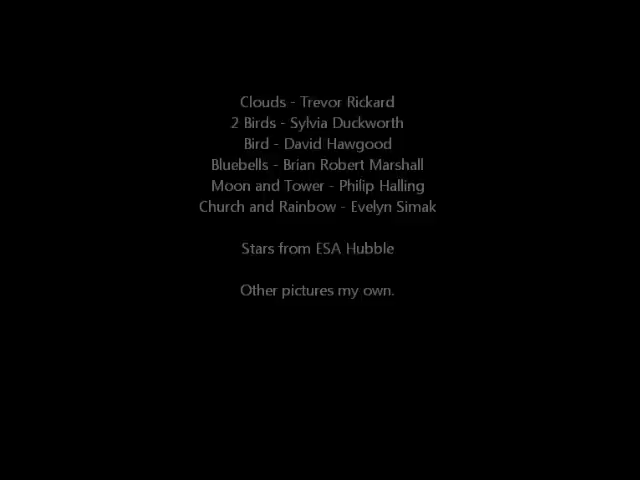 Clouds - Trevor Rickard
2 Birds - Sylvia Duckworth
Bird - David Hawgood
Bluebells - Brian Robert Marshall
Moon and Tower - Philip Halling
Church and Rainbow - Evelyn Simak
Stars from ESA Hubble
Other pictures my own.